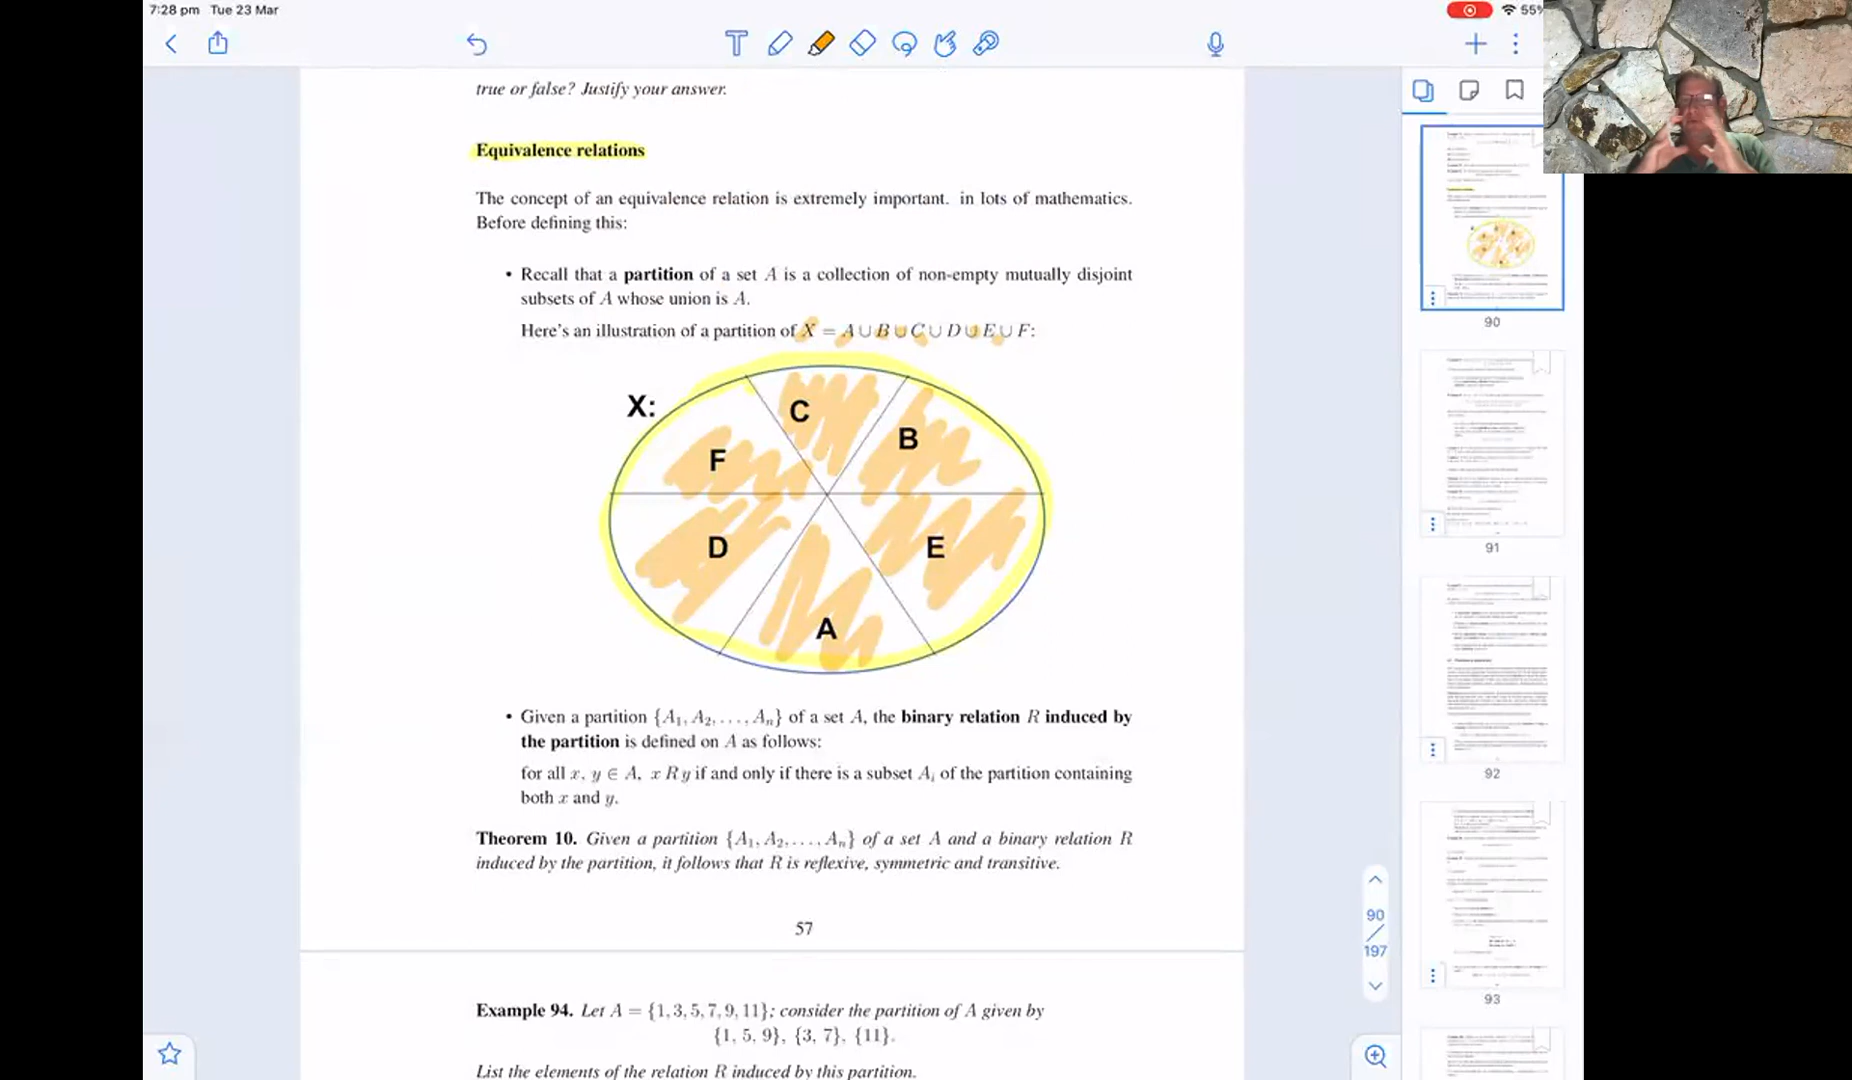 7:28 pm Tue 23 Mar
55%
true or false? Justify your answer.
Equivalence relations
The concept of an equivalence relation is extremely important. in lots of mathematics.
Before defining this:
• Recall that a partition of a set A is a collection of non-empty mutually disjoint
subsets of A whose union is A.
Here's an illustration of a partition of X = A ∪ B ∪ C ∪ D ∪ E ∪ F:
X:
C
B
F
D
E
A
• Given a partition {A₁, A₂, . . . , Aₙ} of a set A, the binary relation R induced by
the partition is defined on A as follows:
for all x, y ∈ A, x R y if and only if there is a subset Aᵢ of the partition containing
both x and y.
Theorem 10. Given a partition {A₁, A₂, . . . , Aₙ} of a set A and a binary relation R
induced by the partition, it follows that R is reflexive, symmetric and transitive.
57
Example 94. Let A = {1, 3, 5, 7, 9, 11}; consider the partition of A given by
{1, 5, 9}, {3, 7}, {11}.
List the elements of the relation R induced by this partition.
90
197
90
91
92
93